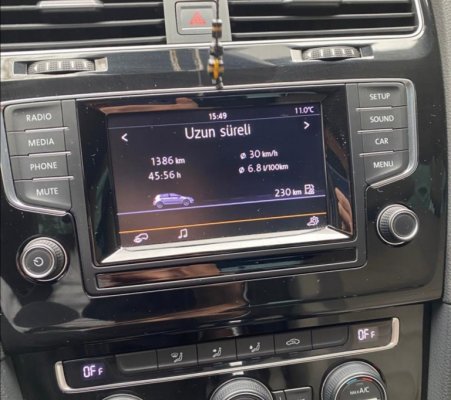 RADIO
MEDIA
PHONE
MUTE
SETUP
SOUND
CAR
MENU
15:49 11.0°C
< Uzun süreli >
1386 km ø 30 km/h
45:56 h ø 6.8 l/100km
230 km
OFF OFF
A/C